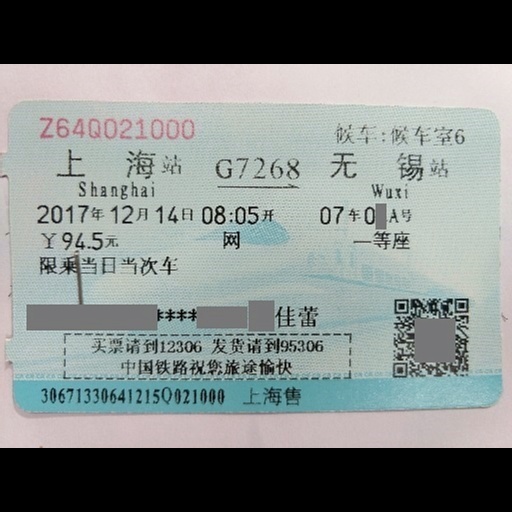 Z64Q021000
候车:候车室6
上海站 G7268 无锡站
Shanghai Wuxi
2017年12月14日08:05开 07车0A号
￥94.5元 网 一等座
限乘当日当次车
**** 佳蕾
买票请到12306 发货请到95306
中国铁路祝您旅途愉快
30671330641215Q021000 上海售